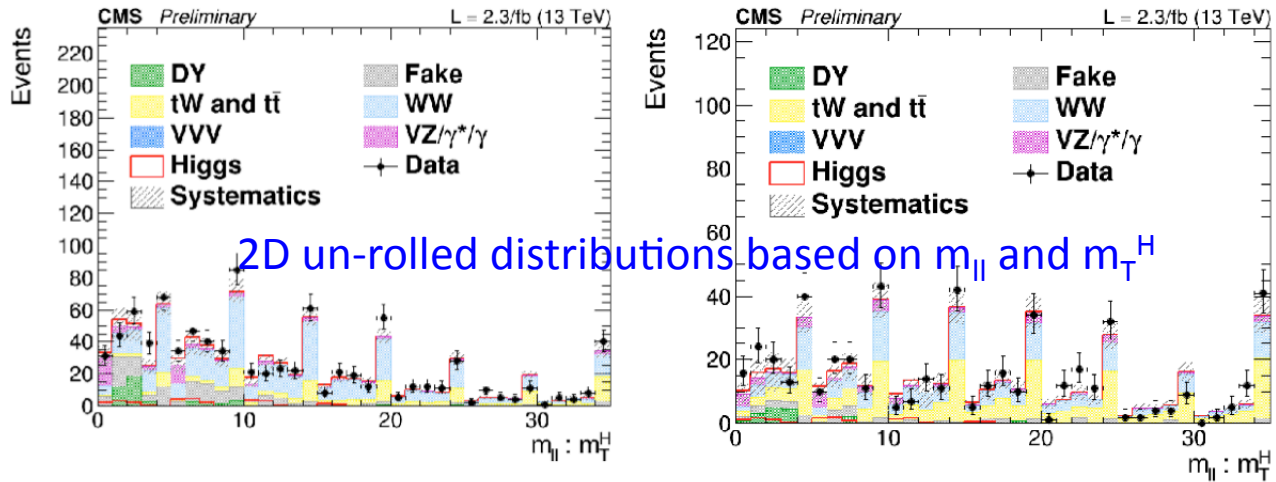 CMS Preliminary L = 2.3/fb (13 TeV)
Events
220
200
180
160
140
120
100
80
60
40
20
0
DY Fake
tW and tt̄ WW
VVV VZ/γ*/γ
Higgs Data
Systematics
0 10 20 30
m_ll : m_T^H
CMS Preliminary L = 2.3/fb (13 TeV)
Events
120
100
80
60
40
20
0
DY Fake
tW and tt̄ WW
VVV VZ/γ*/γ
Higgs Data
Systematics
0 10 20 30
m_ll : m_T^H
2D un-rolled distributions based on m_ll and m_T^H